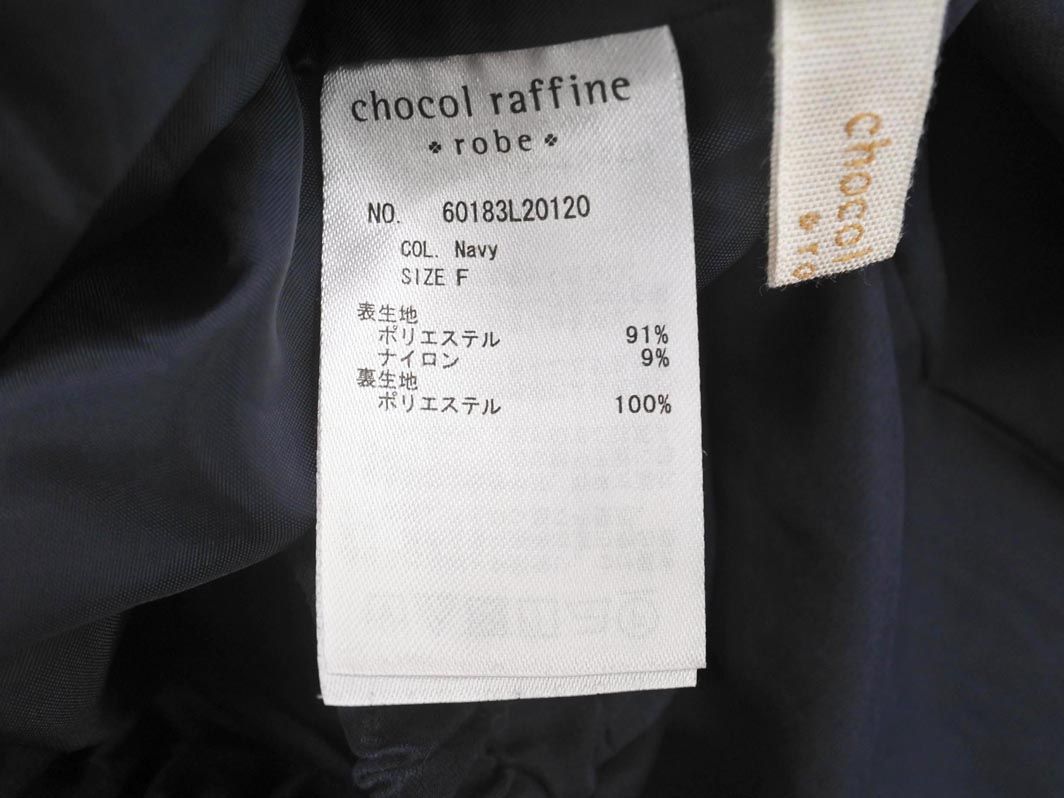 chocol raffine
robe
NO. 60183L20120
COL. Navy
SIZE F
表生地
ポリエステル 91%
ナイロン 9%
裏生地
ポリエステル 100%
chocol